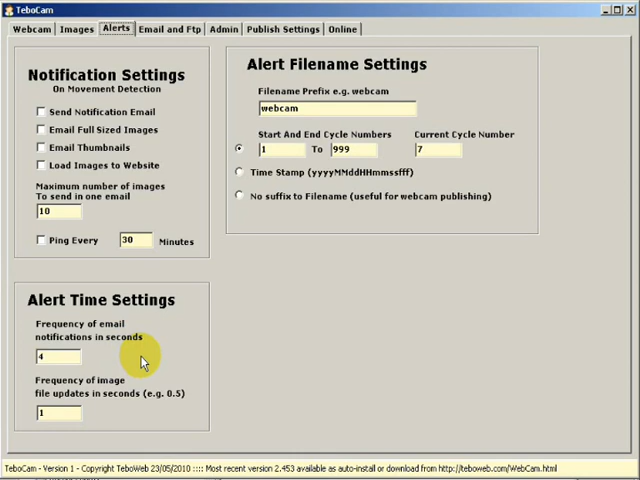 TeboCam
Webcam Images Alerts Email and Ftp Admin Publish Settings Online
Notification Settings
On Movement Detection
Send Notification Email
Email Full Sized Images
Email Thumbnails
Load Images to Website
Maximum number of images
To send in one email
10
Ping Every 30 Minutes
Alert Filename Settings
Filename Prefix e.g. webcam
webcam
Start And End Cycle Numbers Current Cycle Number
1 To 999 7
Time Stamp (yyyyMMddHHmmssfff)
No suffix to Filename (useful for webcam publishing)
Alert Time Settings
Frequency of email
notifications in seconds
4
Frequency of image
file updates in seconds (e.g. 0.5)
1
TeboCam - Version 1 - Copyright TeboWeb 23/05/2010 :::: Most recent version 2.453 available as auto-install or download from http://teboweb.com/WebCam.html